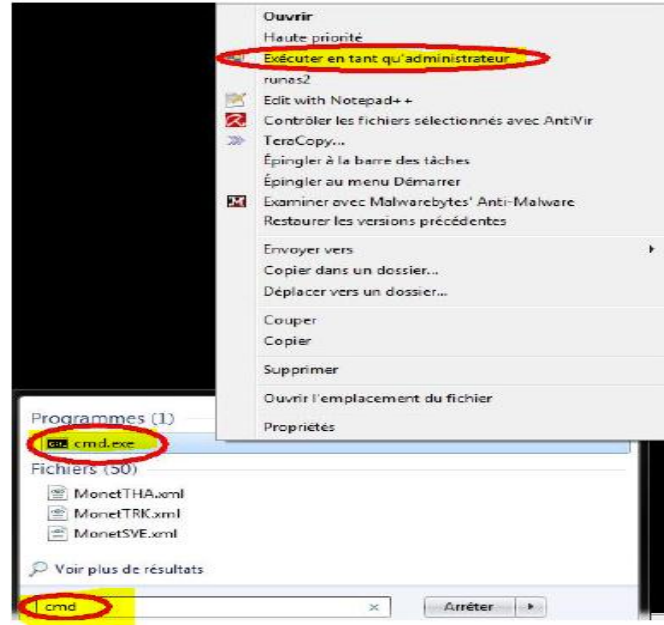 Ouvrir
Haute priorité
Exécuter en tant qu'administrateur
runas2
Edit with Notepad++
Contrôler les fichiers sélectionnés avec AntiVir
TeraCopy...
Épingler à la barre des tâches
Épingler au menu Démarrer
Examiner avec Malwarebytes' Anti-Malware
Restaurer les versions précédentes
Envoyer vers
Copier dans un dossier...
Déplacer vers un dossier...
Couper
Copier
Supprimer
Ouvrir l'emplacement du fichier
Propriétés
Programmes (1)
cmd.exe
Fichiers (50)
MonetTHA.xml
MonetTRK.xml
MonetSVE.xml
Voir plus de résultats
cmd
Arrêter